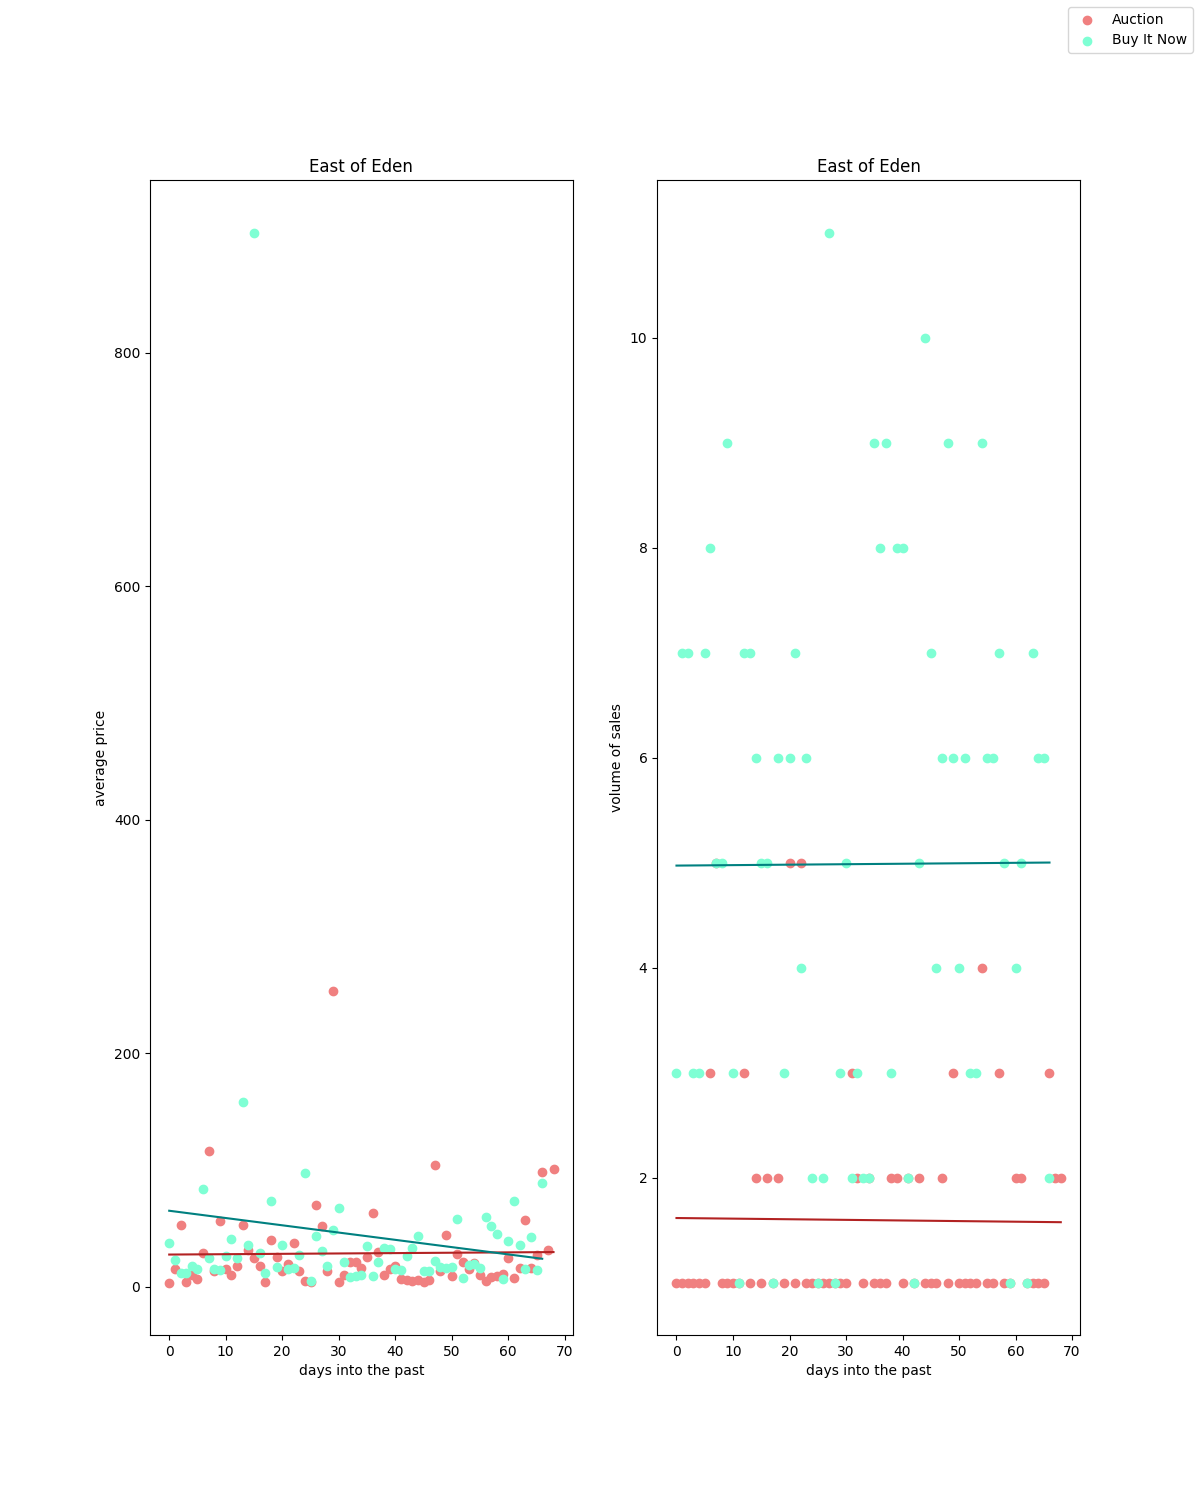 Auction
Buy It Now
East of Eden
average price
800
600
400
200
0
0 10 20 30 40 50 60 70
days into the past
East of Eden
volume of sales
10
8
6
4
2
0 10 20 30 40 50 60 70
days into the past